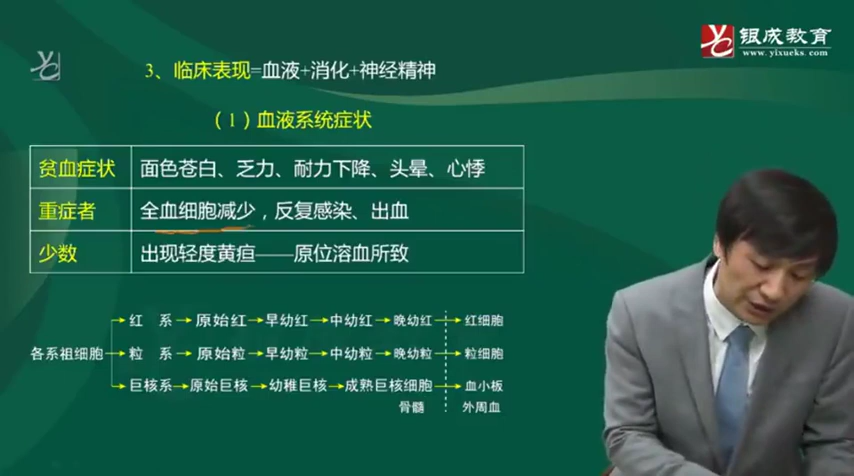 银成教育
www.yixueks.com
3、临床表现=血液+消化+神经精神
（1）血液系统症状
贫血症状 面色苍白、乏力、耐力下降、头晕、心悸
重症者 全血细胞减少，反复感染、出血
少数 出现轻度黄疸——原位溶血所致
红 系→原始红→早幼红→中幼红→晚幼红→红细胞
各系祖细胞 粒 系→原始粒→早幼粒→中幼粒→晚幼粒→粒细胞
巨核系→原始巨核→幼稚巨核→成熟巨核细胞→血小板
骨髓 外周血